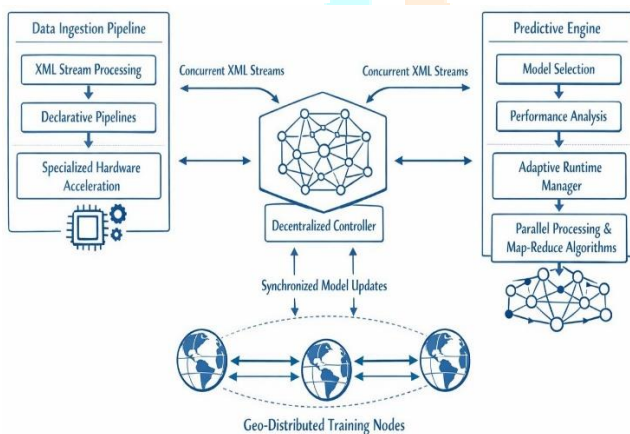 Data Ingestion Pipeline
XML Stream Processing
Declarative Pipelines
Specialized Hardware
Acceleration
Concurrent XML Streams
Concurrent XML Streams
Decentralized Controller
Synchronized Model Updates
Predictive Engine
Model Selection
Performance Analysis
Adaptive Runtime
Manager
Parallel Processing &
Map-Reduce Algorithms
Geo-Distributed Training Nodes